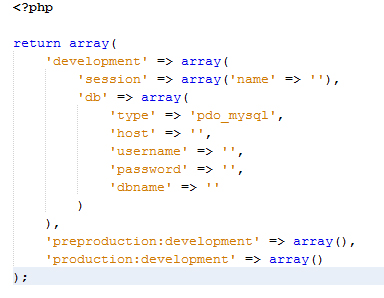 <?php
return array(
    'development' => array(
        'session' => array('name' => ''),
        'db' => array(
            'type' => 'pdo_mysql',
            'host' => '',
            'username' => '',
            'password' => '',
            'dbname' => ''
        )
    ),
    'preproduction:development' => array(),
    'production:development' => array()
);